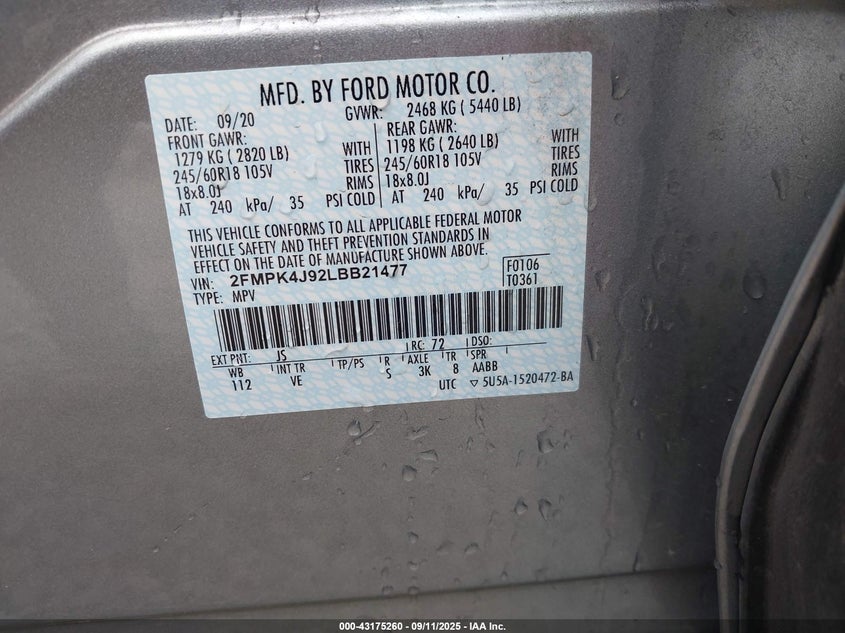 MFD. BY FORD MOTOR CO.
DATE: 09/20 GVWR: 2468 KG ( 5440 LB)
FRONT GAWR: REAR GAWR:
1279 KG ( 2820 LB) WITH 1198 KG ( 2640 LB) WITH
245/60R18 105V TIRES 245/60R18 105V TIRES
18x8.0J RIMS 18x8.0J RIMS
AT 240 kPa/ 35 PSI COLD AT 240 kPa/ 35 PSI COLD
THIS VEHICLE CONFORMS TO ALL APPLICABLE FEDERAL MOTOR
VEHICLE SAFETY AND THEFT PREVENTION STANDARDS IN
EFFECT ON THE DATE OF MANUFACTURE SHOWN ABOVE.
VIN: 2FMPK4J92LBB21477 F0106
TYPE: MPV T0361
EXT PNT: JS RC: 72 DSO:
WB INT TR TP/PS R AXLE TR SPR
112 VE S 3K 8 AABB
UTC ▽ 5U5A-1520472-BA
000-43175260 - 09/11/2025 - IAA Inc.